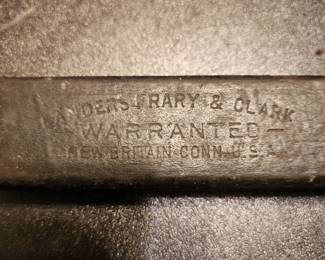 LANDERS FRARY & CLARK
-WARRANTED-
NEW BRITAIN CONN. U.S.A.